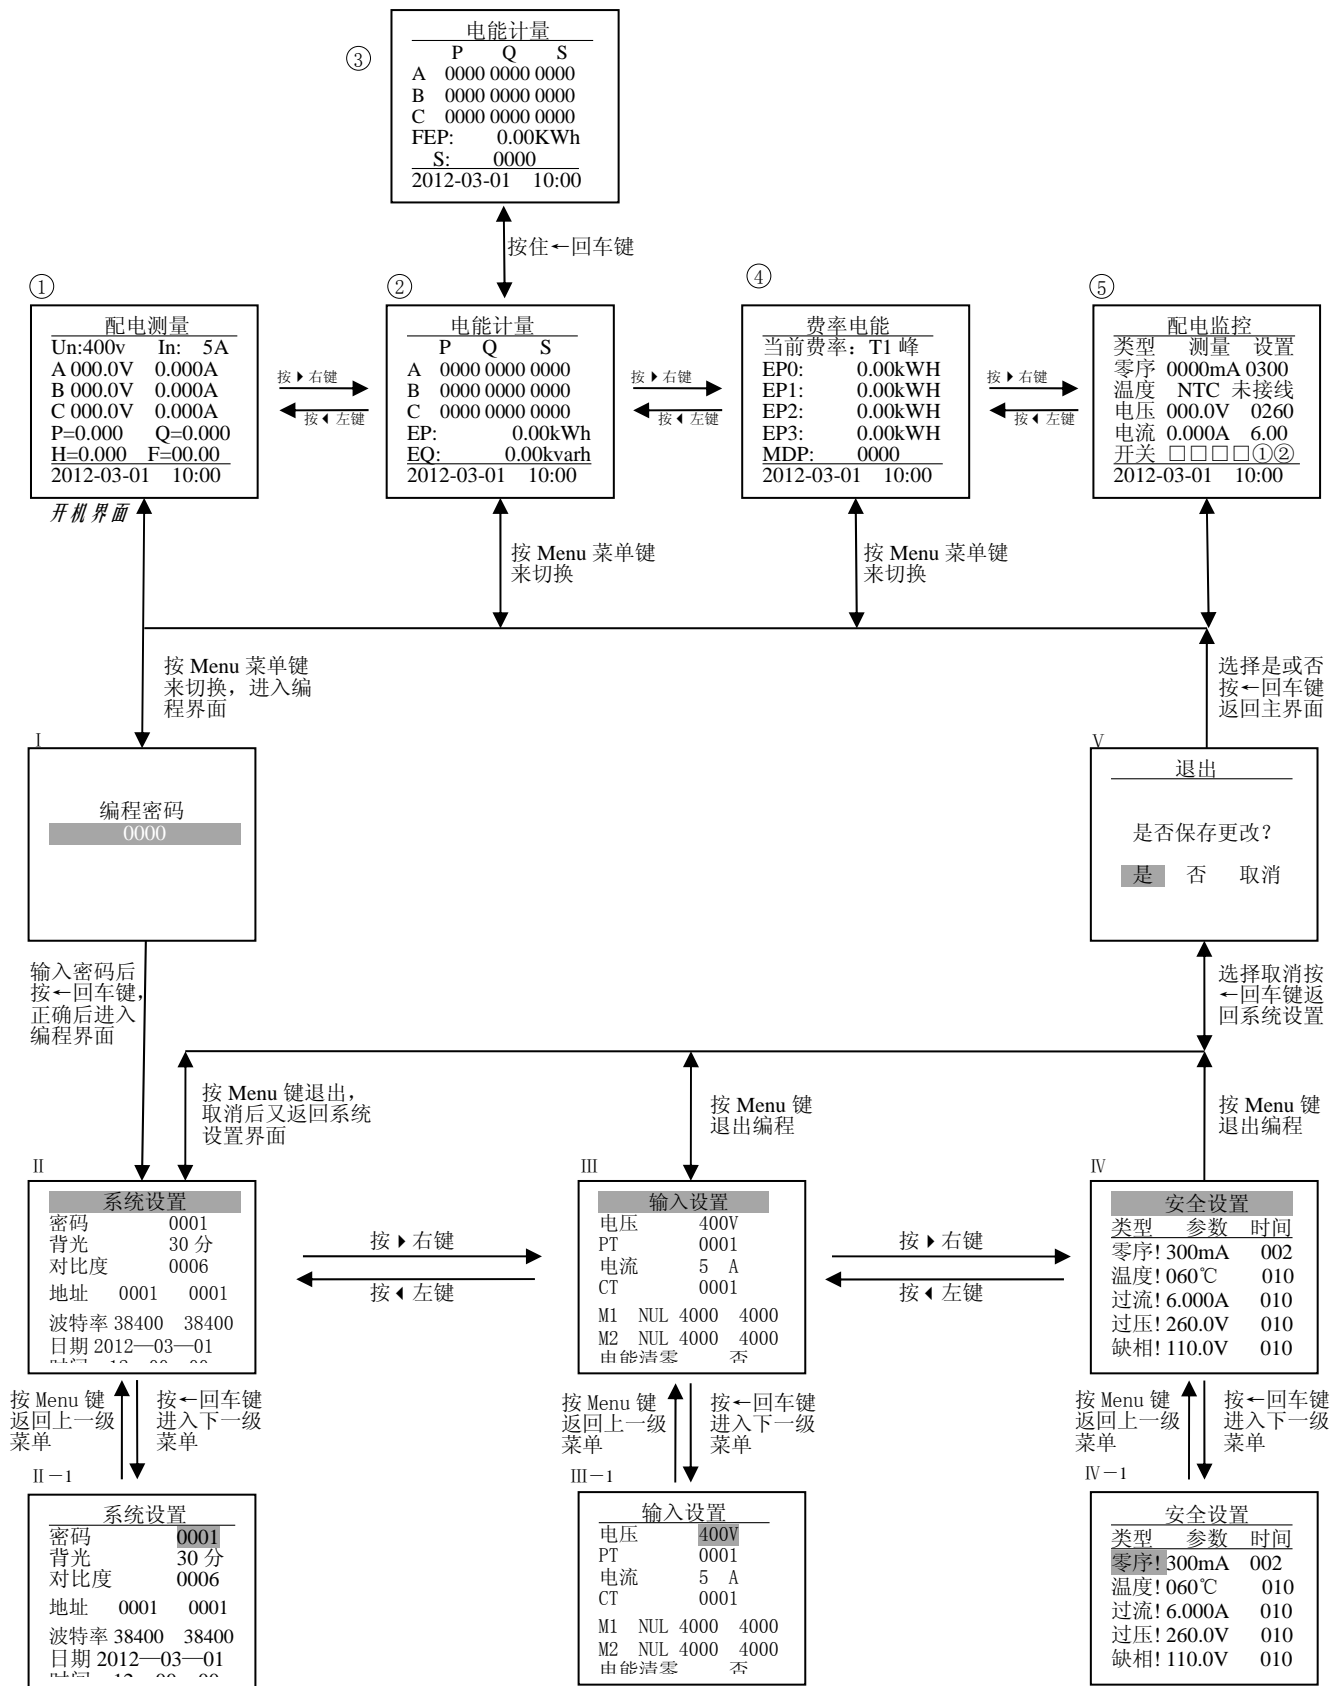 ③
电能计量
P Q S
A 0000 0000 0000
B 0000 0000 0000
C 0000 0000 0000
FEP: 0.00KWh
S: 0000
2012-03-01 10:00
按住←回车键
①
配电测量
Un:400v In: 5A
A 000.0V 0.000A
B 000.0V 0.000A
C 000.0V 0.000A
P=0.000 Q=0.000
H=0.000 F=00.00
2012-03-01 10:00
开机界面
按▶右键
按◀左键
②
电能计量
P Q S
A 0000 0000 0000
B 0000 0000 0000
C 0000 0000 0000
EP: 0.00kWh
EQ: 0.00kvarh
2012-03-01 10:00
按▶右键
按◀左键
④
费率电能
当前费率: T1 峰
EP0: 0.00kWH
EP1: 0.00kWH
EP2: 0.00kWH
EP3: 0.00kWH
MDP: 0000
2012-03-01 10:00
按▶右键
按◀左键
⑤
配电监控
类型 测量 设置
零序 0000mA 0300
温度 NTC 未接线
电压 000.0V 0260
电流 0.000A 6.00
开关 □□□□①②
2012-03-01 10:00
按 Menu 菜单键
来切换
按 Menu 菜单键
来切换
按 Menu 菜单键
来切换，进入编
程界面
选择是或否
按←回车键
返回主界面
Ⅰ
编程密码
0000
Ⅴ
退出
是否保存更改?
是 否 取消
输入密码后
按←回车键，
正确后进入
编程界面
选择取消按
←回车键返
回系统设置
按 Menu 键退出，
取消后又返回系统
设置界面
按 Menu 键
退出编程
按 Menu 键
退出编程
Ⅱ
系统设置
密码 0001
背光 30 分
对比度 0006
地址 0001 0001
波特率 38400 38400
日期 2012—03—01
按▶右键
按◀左键
Ⅲ
输入设置
电压 400V
PT 0001
电流 5 A
CT 0001
M1 NUL 4000 4000
M2 NUL 4000 4000
电能清零 否
按▶右键
按◀左键
Ⅳ
安全设置
类型 参数 时间
零序! 300mA 002
温度! 060℃ 010
过流! 6.000A 010
过压! 260.0V 010
缺相! 110.0V 010
按 Menu 键
返回上一级
菜单
按←回车键
进入下一级
菜单
按 Menu 键
返回上一级
菜单
按←回车键
进入下一级
菜单
按 Menu 键
返回上一级
菜单
按←回车键
进入下一级
菜单
Ⅱ－1
系统设置
密码 0001
背光 30 分
对比度 0006
地址 0001 0001
波特率 38400 38400
日期 2012—03—01
Ⅲ－1
输入设置
电压 400V
PT 0001
电流 5 A
CT 0001
M1 NUL 4000 4000
M2 NUL 4000 4000
电能清零 否
Ⅳ－1
安全设置
类型 参数 时间
零序! 300mA 002
温度! 060℃ 010
过流! 6.000A 010
过压! 260.0V 010
缺相! 110.0V 010